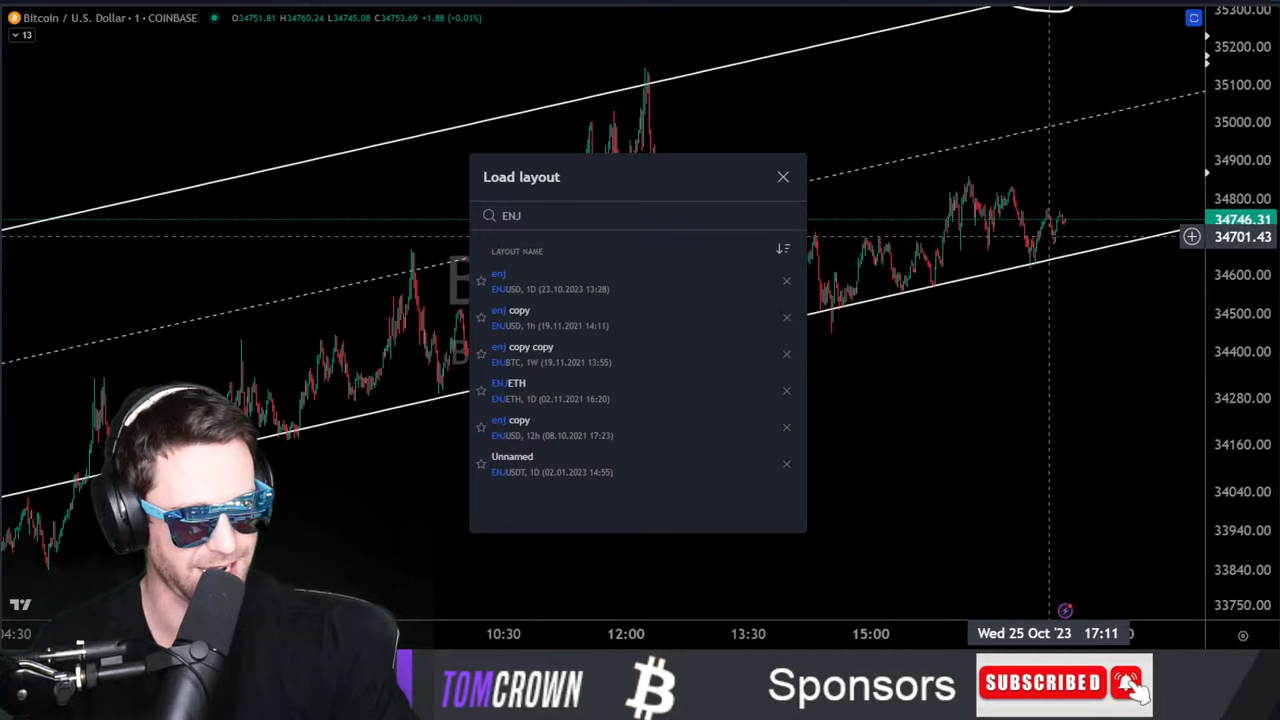 Bitcoin / U.S. Dollar · 1 · COINBASE O34751.81 H34760.24 L34745.08 C34753.69 +1.88 (+0.01%)
13
35300.00
35200.00
35100.00
35000.00
34900.00
34800.00
34746.31
34701.43
34600.00
34500.00
34400.00
34280.00
34160.00
34040.00
33940.00
33840.00
33750.00
Load layout
ENJ
LAYOUT NAME
enj
ENJUSD, 1D (23.10.2023 13:28)
enj copy
ENJUSD, 1h (19.11.2021 14:11)
enj copy copy
ENJBTC, 1W (19.11.2021 13:55)
ENJETH
ENJETH, 1D (02.11.2021 16:20)
enj copy
ENJUSD, 12h (08.10.2021 17:23)
Unnamed
ENJUSDT, 1D (02.01.2023 14:55)
04:30 10:30 12:00 13:30 15:00 Wed 25 Oct '23 17:11
TOMCROWN Sponsors SUBSCRIBED